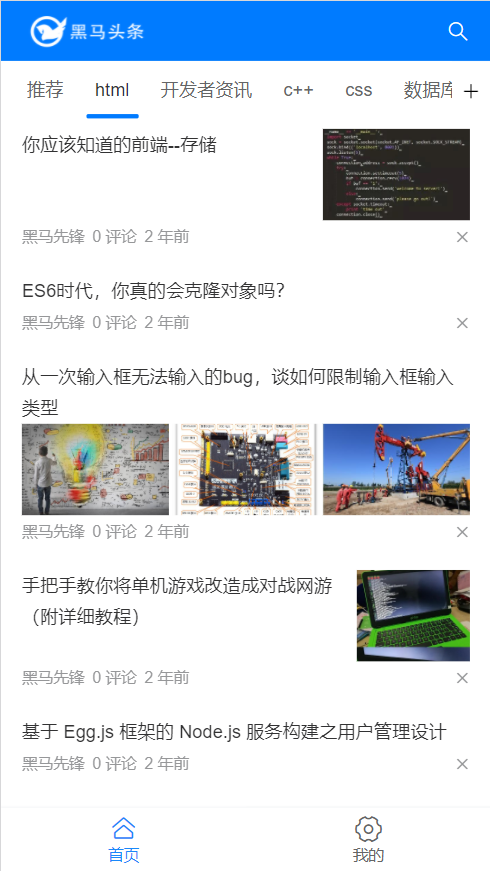 黑马头条
推荐 html 开发者资讯 c++ css 数据库
你应该知道的前端--存储
黑马先锋 0 评论 2 年前
ES6时代，你真的会克隆对象吗？
黑马先锋 0 评论 2 年前
从一次输入框无法输入的bug，谈如何限制输入框输入
类型
黑马先锋 0 评论 2 年前
手把手教你将单机游戏改造成对战网游
（附详细教程）
黑马先锋 0 评论 2 年前
基于 Egg.js 框架的 Node.js 服务构建之用户管理设计
黑马先锋 0 评论 2 年前
首页 我的